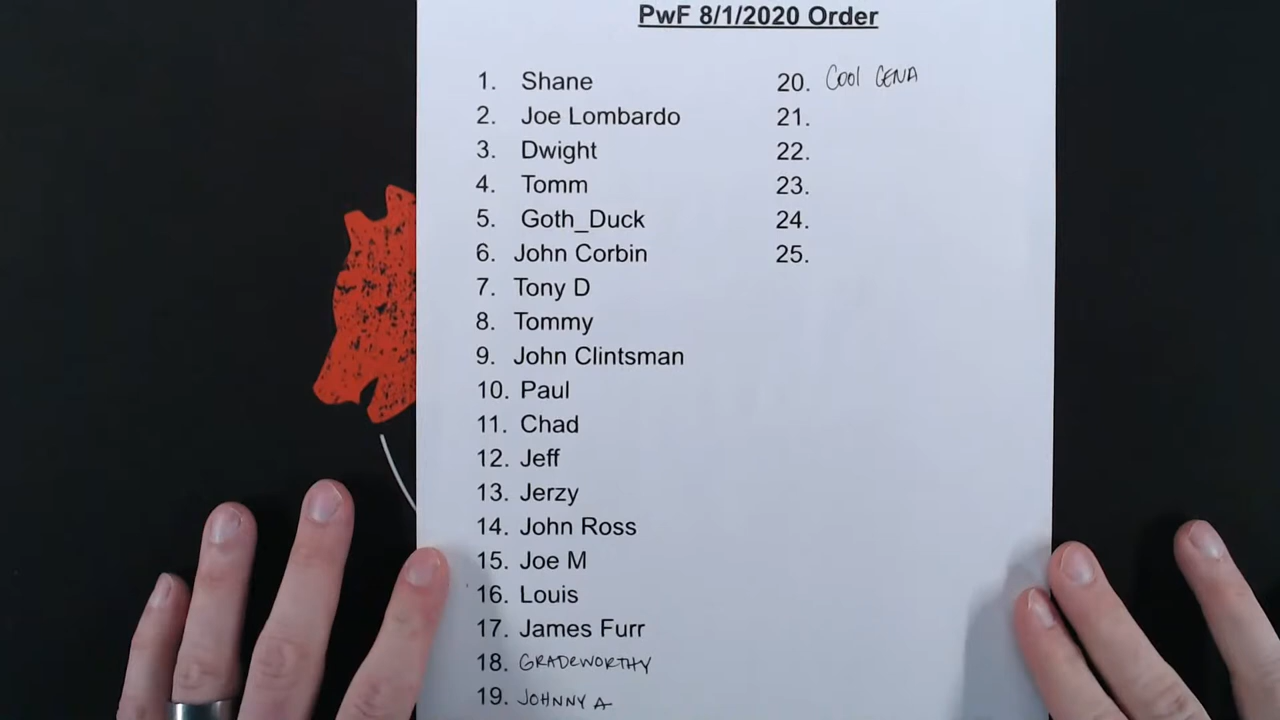 PwF 8/1/2020 Order
1. Shane
2. Joe Lombardo
3. Dwight
4. Tomm
5. Goth_Duck
6. John Corbin
7. Tony D
8. Tommy
9. John Clintsman
10. Paul
11. Chad
12. Jeff
13. Jerzy
14. John Ross
15. Joe M
16. Louis
17. James Furr
18. GRADEWORTHY
19. JOHNNY A
20. Cool CENA
21.
22.
23.
24.
25.